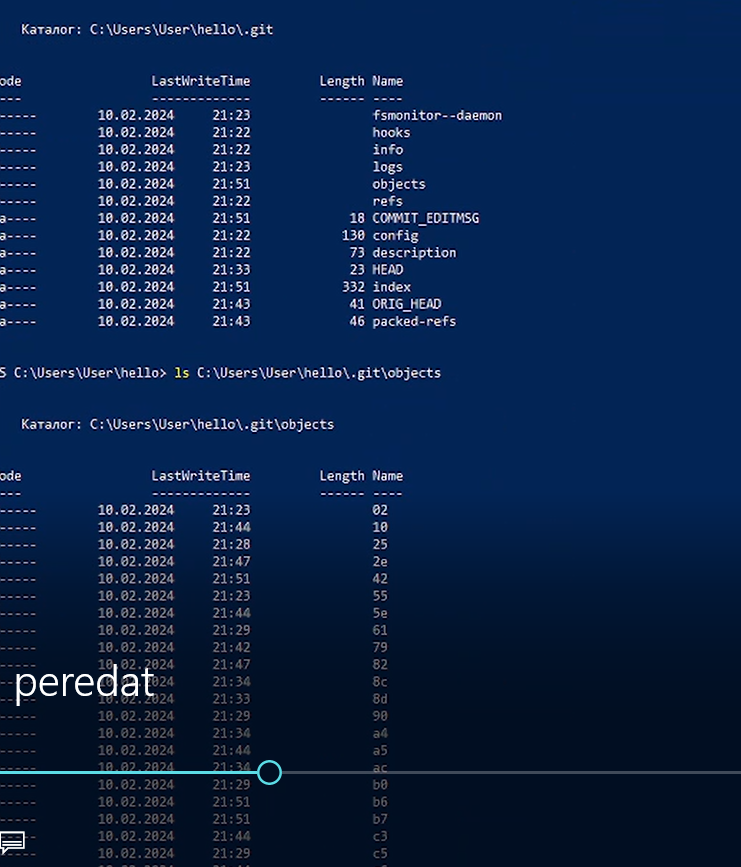 Каталог: C:\Users\User\hello\.git
ode LastWriteTime Length Name
--- ------------- ------ ----
----- 10.02.2024 21:23 fsmonitor--daemon
----- 10.02.2024 21:22 hooks
----- 10.02.2024 21:22 info
----- 10.02.2024 21:23 logs
----- 10.02.2024 21:51 objects
----- 10.02.2024 21:22 refs
a---- 10.02.2024 21:51 18 COMMIT_EDITMSG
a---- 10.02.2024 21:22 130 config
a---- 10.02.2024 21:22 73 description
a---- 10.02.2024 21:33 23 HEAD
a---- 10.02.2024 21:51 332 index
a---- 10.02.2024 21:43 41 ORIG_HEAD
a---- 10.02.2024 21:43 46 packed-refs
S C:\Users\User\hello> ls C:\Users\User\hello\.git\objects
Каталог: C:\Users\User\hello\.git\objects
ode LastWriteTime Length Name
--- ------------- ------ ----
----- 10.02.2024 21:23 02
----- 10.02.2024 21:44 10
----- 10.02.2024 21:28 25
----- 10.02.2024 21:47 2e
----- 10.02.2024 21:51 42
----- 10.02.2024 21:23 55
----- 10.02.2024 21:44 5e
----- 10.02.2024 21:29 61
----- 10.02.2024 21:42 79
----- 10.02.2024 21:47 82
----- 10.02.2024 21:34 8c
peredat
----- 10.02.2024 21:33 8d
----- 10.02.2024 21:29 90
----- 10.02.2024 21:34 a4
----- 10.02.2024 21:44 a5
----- 10.02.2024 21:34 ac
----- 10.02.2024 21:29 b0
----- 10.02.2024 21:51 b6
----- 10.02.2024 21:51 b7
----- 10.02.2024 21:44 c3
----- 10.02.2024 21:29 c5